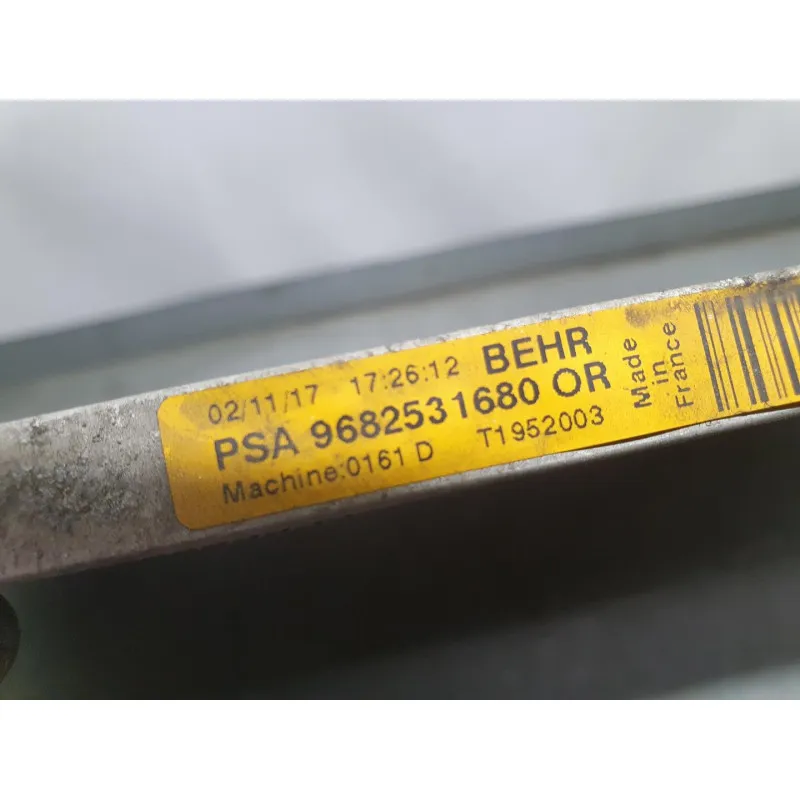 02/11/17 17:26:12 BEHR
PSA 9682531680 OR
Machine:0161 D T1952003
Made
in
France